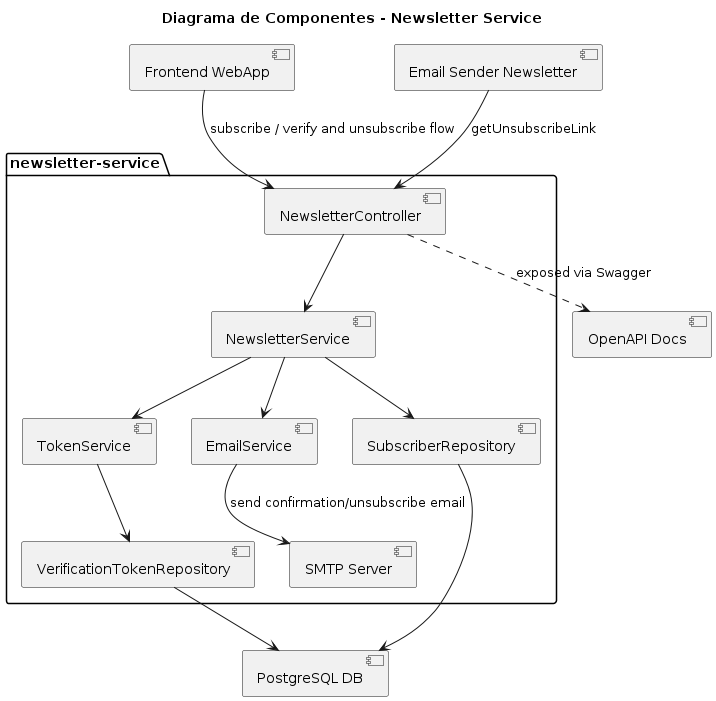 Diagrama de Componentes - Newsletter Service
Frontend WebApp
Email Sender Newsletter
subscribe / verify and unsubscribe flow
getUnsubscribeLink
newsletter-service
NewsletterController
exposed via Swagger
NewsletterService
OpenAPI Docs
TokenService
EmailService
SubscriberRepository
send confirmation/unsubscribe email
VerificationTokenRepository
SMTP Server
PostgreSQL DB